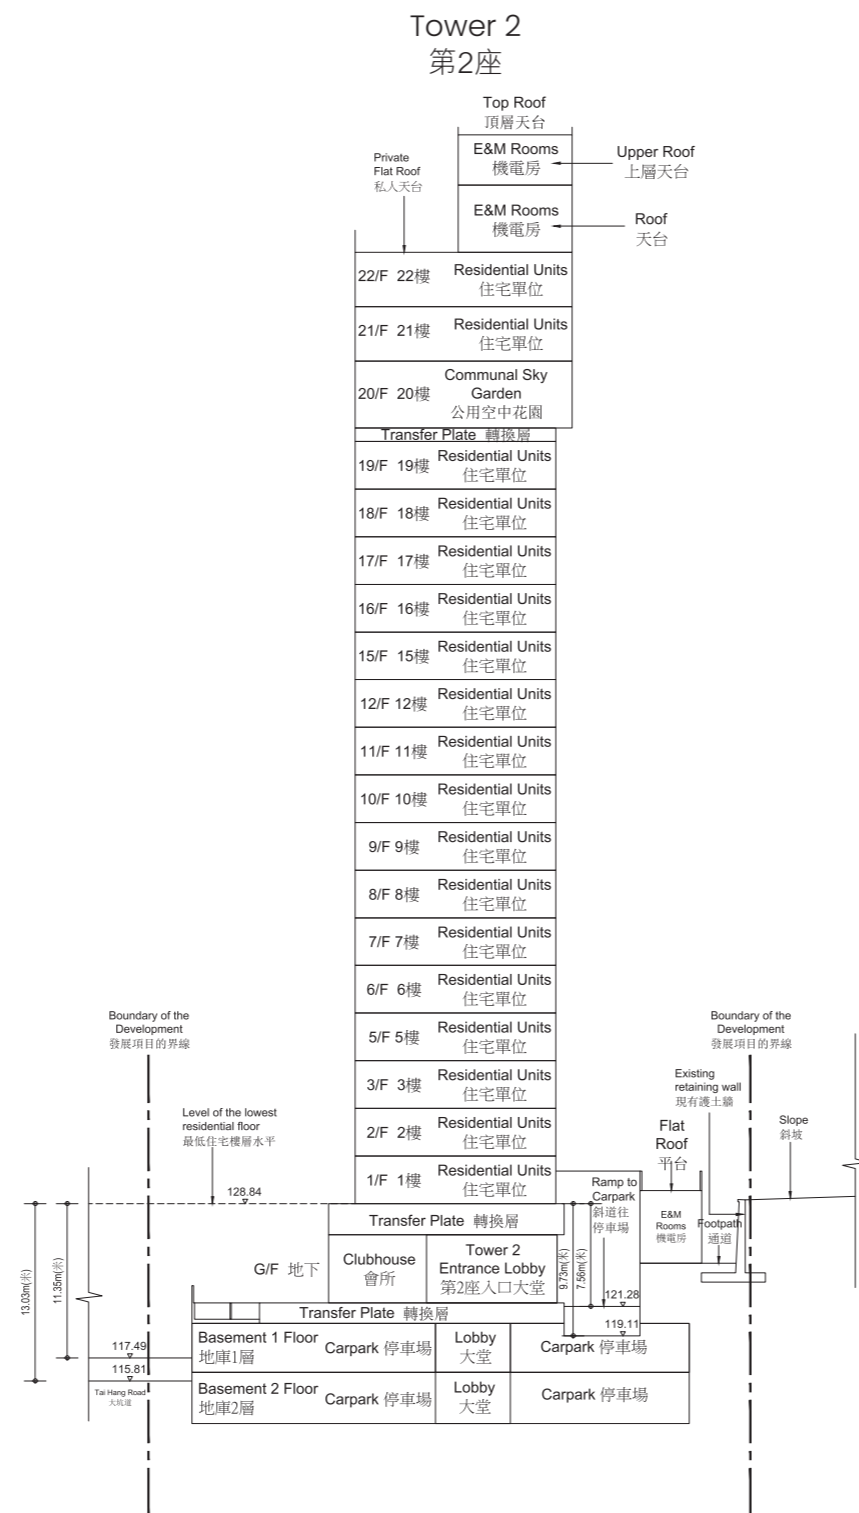 Tower 2
第2座
Top Roof
頂層天台
E&M Rooms
機電房
Upper Roof
上層天台
Private
Flat Roof
私人天台
E&M Rooms
機電房
Roof
天台
22/F 22樓 Residential Units
住宅單位
21/F 21樓 Residential Units
住宅單位
20/F 20樓 Communal Sky
Garden
公用空中花園
Transfer Plate 轉換層
19/F 19樓 Residential Units
住宅單位
18/F 18樓 Residential Units
住宅單位
17/F 17樓 Residential Units
住宅單位
16/F 16樓 Residential Units
住宅單位
15/F 15樓 Residential Units
住宅單位
12/F 12樓 Residential Units
住宅單位
11/F 11樓 Residential Units
住宅單位
10/F 10樓 Residential Units
住宅單位
9/F 9樓 Residential Units
住宅單位
8/F 8樓 Residential Units
住宅單位
7/F 7樓 Residential Units
住宅單位
6/F 6樓 Residential Units
住宅單位
5/F 5樓 Residential Units
住宅單位
3/F 3樓 Residential Units
住宅單位
2/F 2樓 Residential Units
住宅單位
1/F 1樓 Residential Units
住宅單位
Boundary of the
Development
發展項目的界線
Boundary of the
Development
發展項目的界線
Level of the lowest
residential floor
最低住宅樓層水平
128.84
Existing
retaining wall
現有護土牆
Slope
斜坡
Flat
Roof
平台
Ramp to
Carpark
斜道往
停車場
E&M
Rooms
機電房
Footpath
通道
Transfer Plate 轉換層
G/F 地下
Clubhouse
會所
Tower 2
Entrance Lobby
第2座入口大堂
9.73m(米)
7.56m(米)
13.03m(米)
11.35m(米)
121.28
119.11
Transfer Plate 轉換層
117.49
115.81
Tai Hang Road
大坑道
Basement 1 Floor
地庫1層
Carpark 停車場
Lobby
大堂
Carpark 停車場
Basement 2 Floor
地庫2層
Carpark 停車場
Lobby
大堂
Carpark 停車場